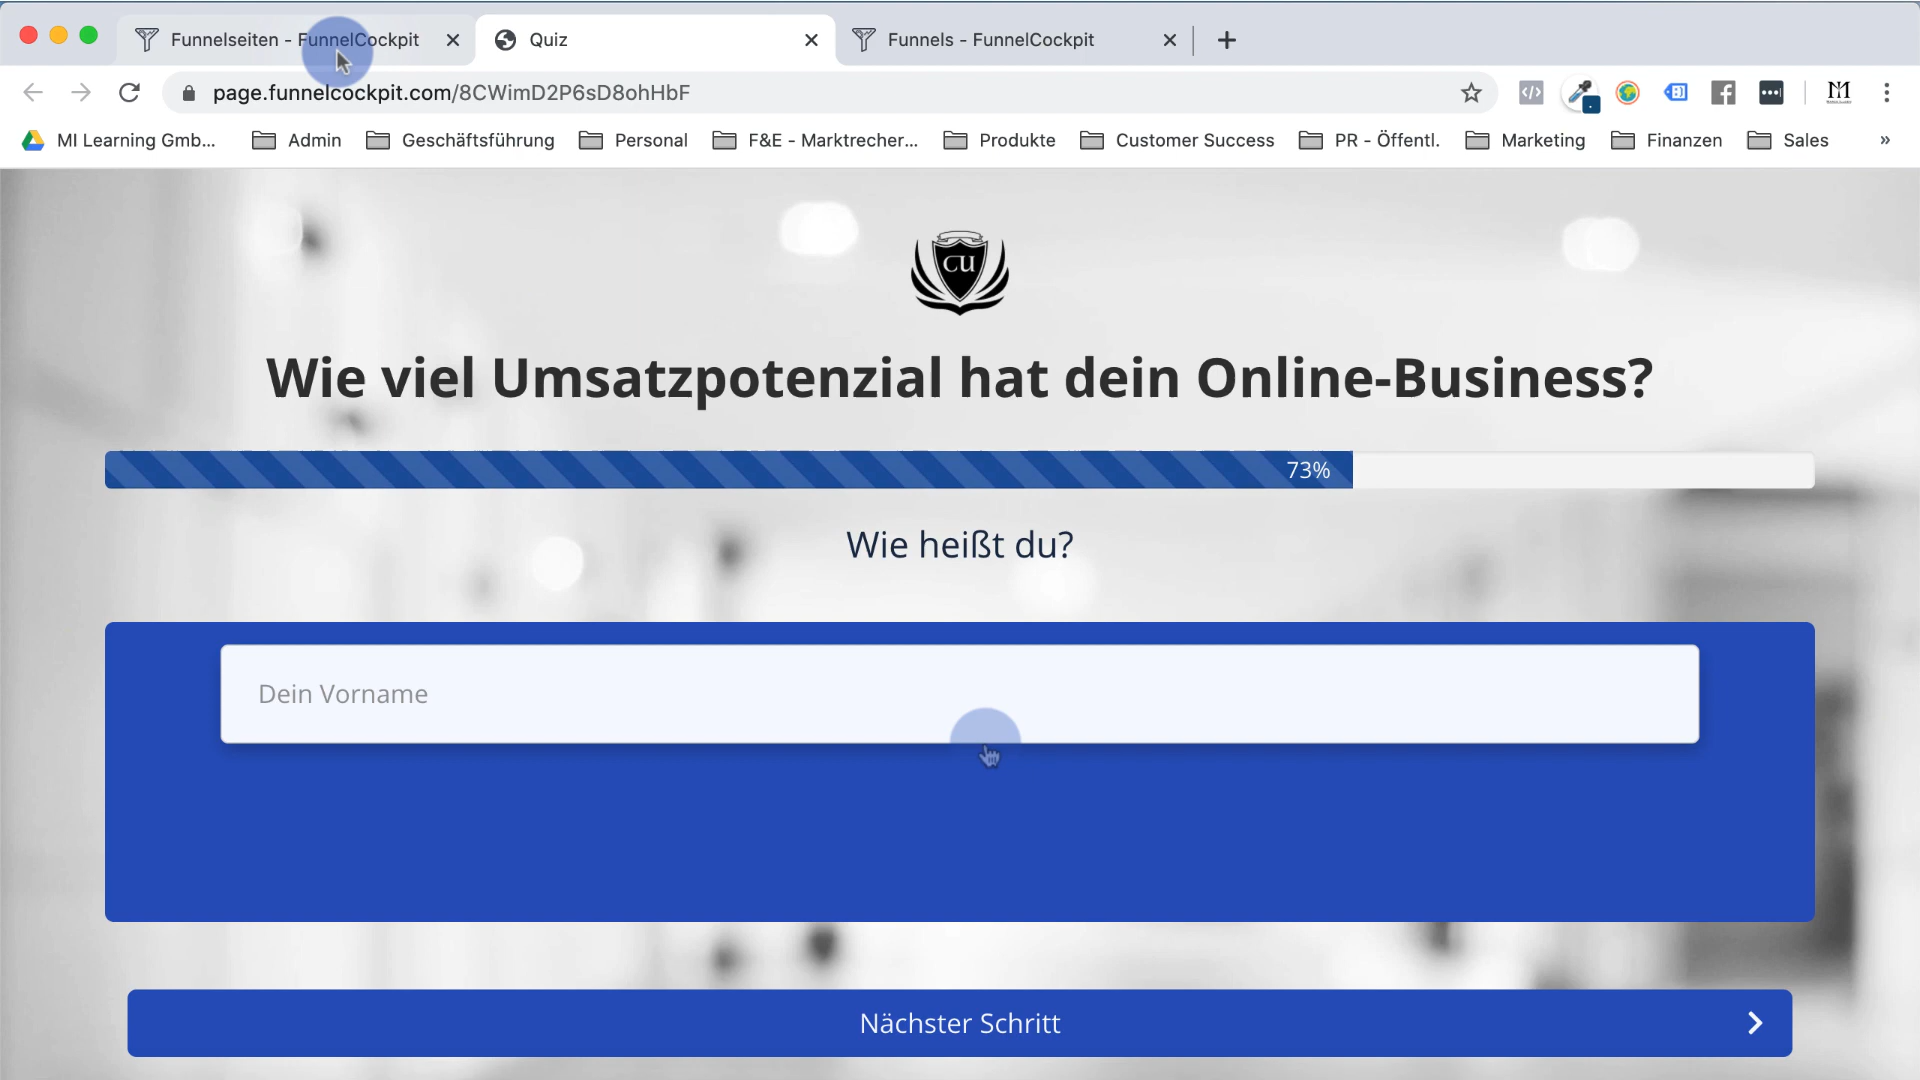 Funnelseiten - FunnelCockpit
Quiz
Funnels - FunnelCockpit
page.funnelcockpit.com/8CWimD2P6sD8ohHbF
MI Learning Gmb...
Admin
Geschäftsführung
Personal
F&E - Marktrecher...
Produkte
Customer Success
PR - Öffentl.
Marketing
Finanzen
Sales
CU
Wie viel Umsatzpotenzial hat dein Online-Business?
73%
Wie heißt du?
Dein Vorname
Nächster Schritt